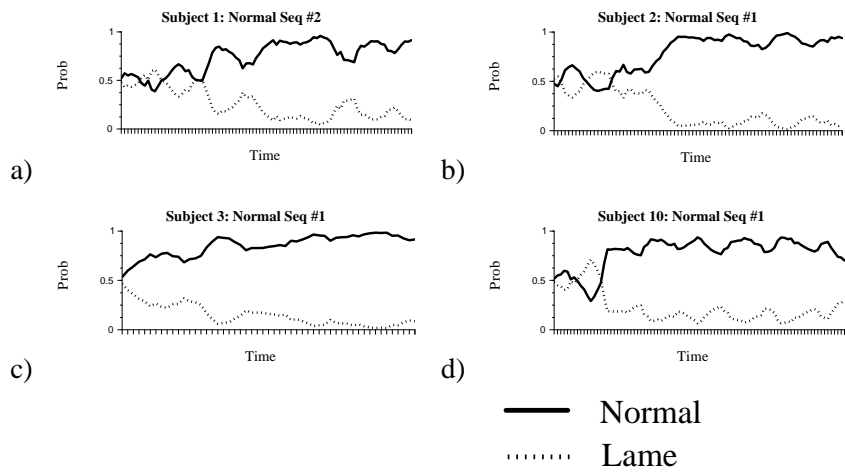 Subject 1: Normal Seq #2
1
0.5
0
Prob
Time
a)
Subject 2: Normal Seq #1
1
0.5
0
Prob
Time
b)
Subject 3: Normal Seq #1
1
0.5
0
Prob
Time
c)
Subject 10: Normal Seq #1
1
0.5
0
Prob
Time
d)
Normal
Lame